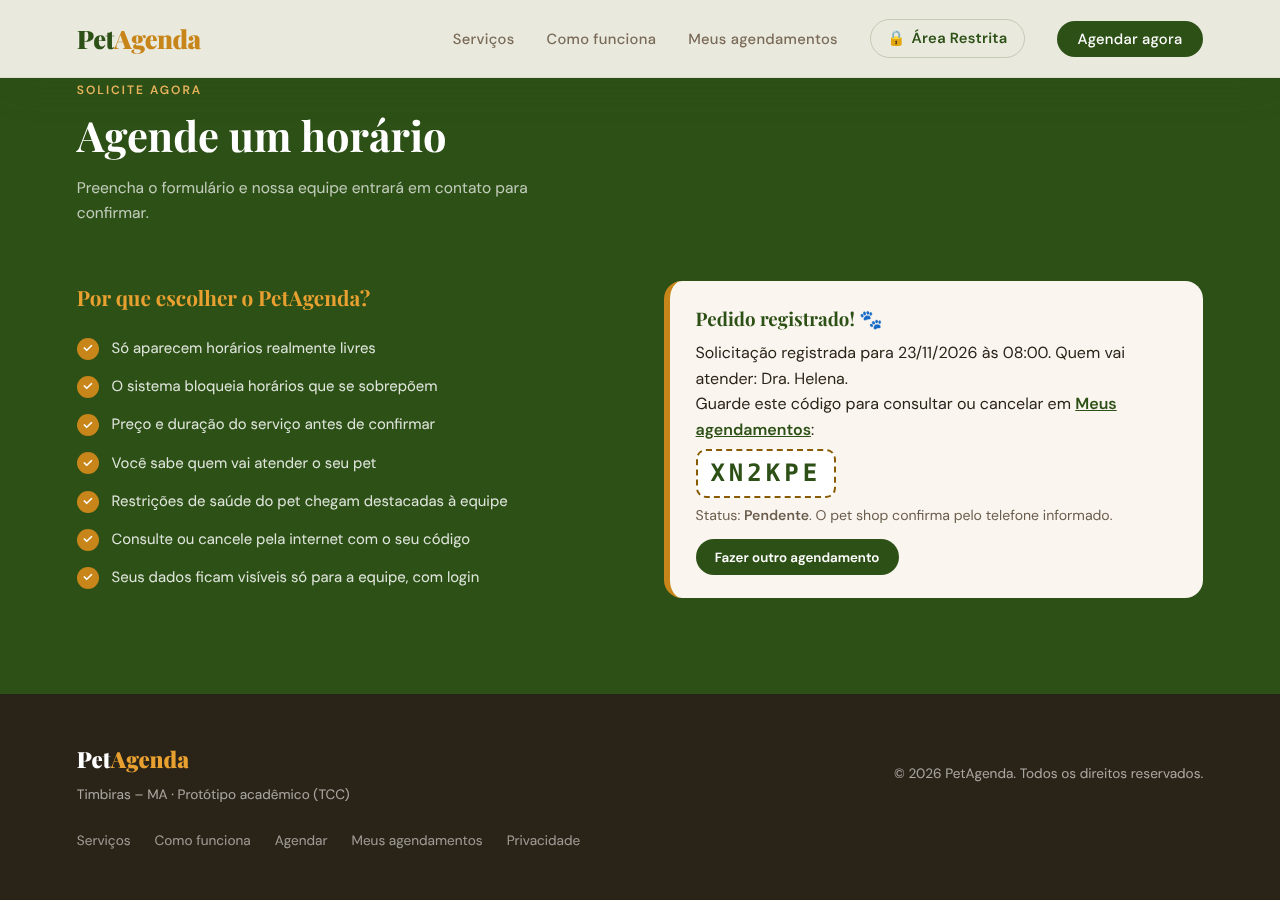 PetAgenda
Serviços
Como funciona
Meus agendamentos
🔒 Área Restrita
Agendar agora
SOLICITE AGORA
Agende um horário
Preencha o formulário e nossa equipe entrará em contato para
confirmar.
Por que escolher o PetAgenda?
Só aparecem horários realmente livres
O sistema bloqueia horários que se sobrepõem
Preço e duração do serviço antes de confirmar
Você sabe quem vai atender o seu pet
Restrições de saúde do pet chegam destacadas à equipe
Consulte ou cancele pela internet com o seu código
Seus dados ficam visíveis só para a equipe, com login
Pedido registrado! 🐾
Solicitação registrada para 23/11/2026 às 08:00. Quem vai
atender: Dra. Helena.
Guarde este código para consultar ou cancelar em Meus
agendamentos:
XN2KPE
Status: Pendente. O pet shop confirma pelo telefone informado.
Fazer outro agendamento
PetAgenda
Timbiras – MA · Protótipo acadêmico (TCC)
© 2026 PetAgenda. Todos os direitos reservados.
Serviços
Como funciona
Agendar
Meus agendamentos
Privacidade